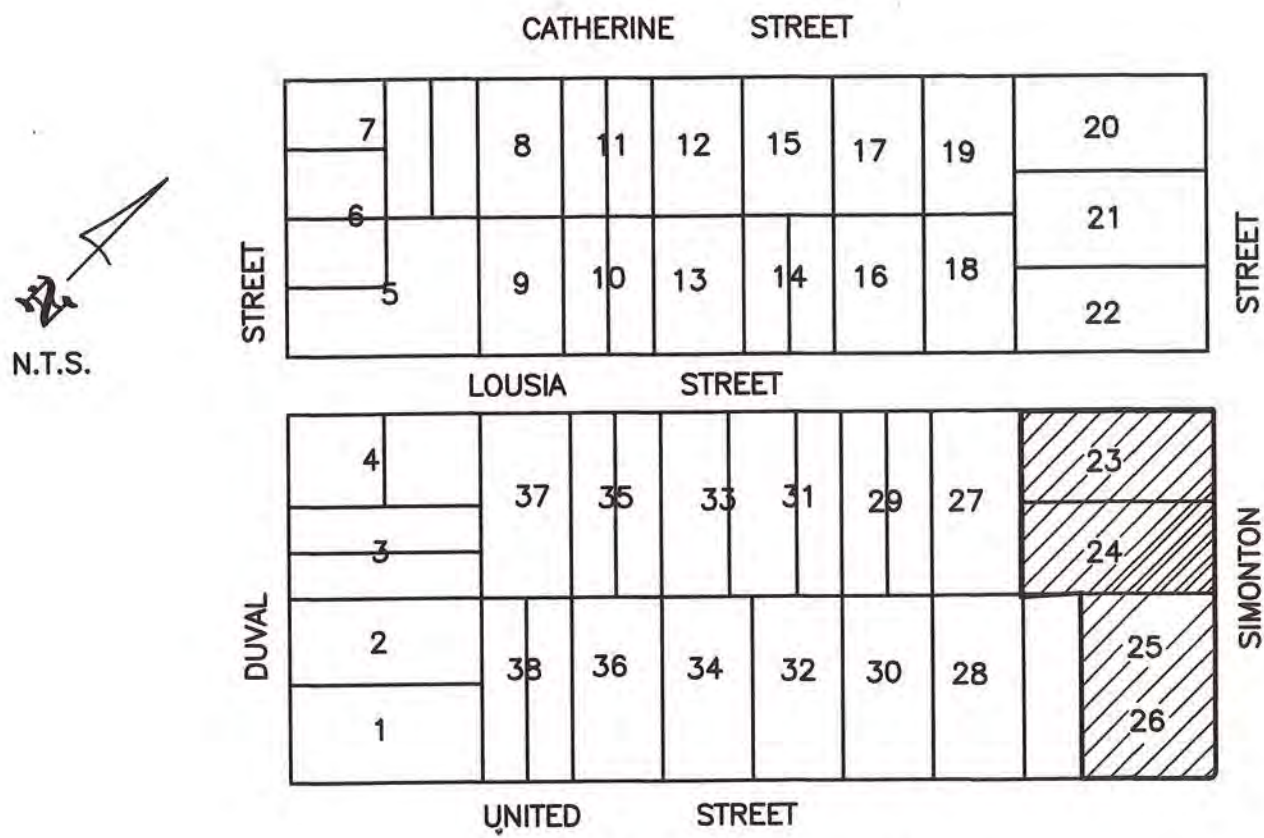 CATHERINE STREET
7 8 11 12 15 17 19 20
6 21
5 9 10 13 14 16 18 22
STREET
STREET
N
N.T.S.
LOUSIA STREET
4 37 35 33 31 29 27 23
3 24
2 38 36 34 32 30 28 25
1 26
DUVAL
SIMONTON
UNITED STREET